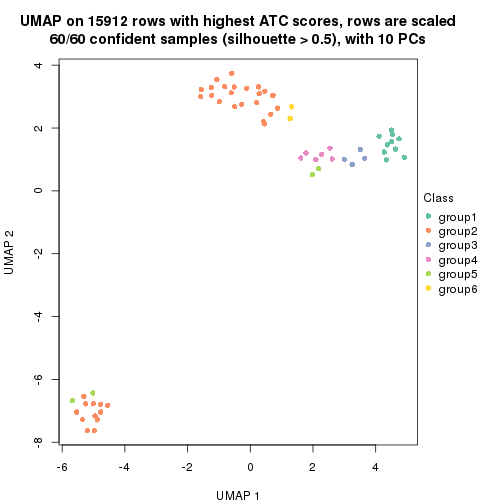 UMAP on 15912 rows with highest ATC scores, rows are scaled
60/60 confident samples (silhouette > 0.5), with 10 PCs
4
2
0
-2
-4
-6
-8
UMAP 2
-6
-4
-2
0
2
4
UMAP 1
Class
group1
group2
group3
group4
group5
group6